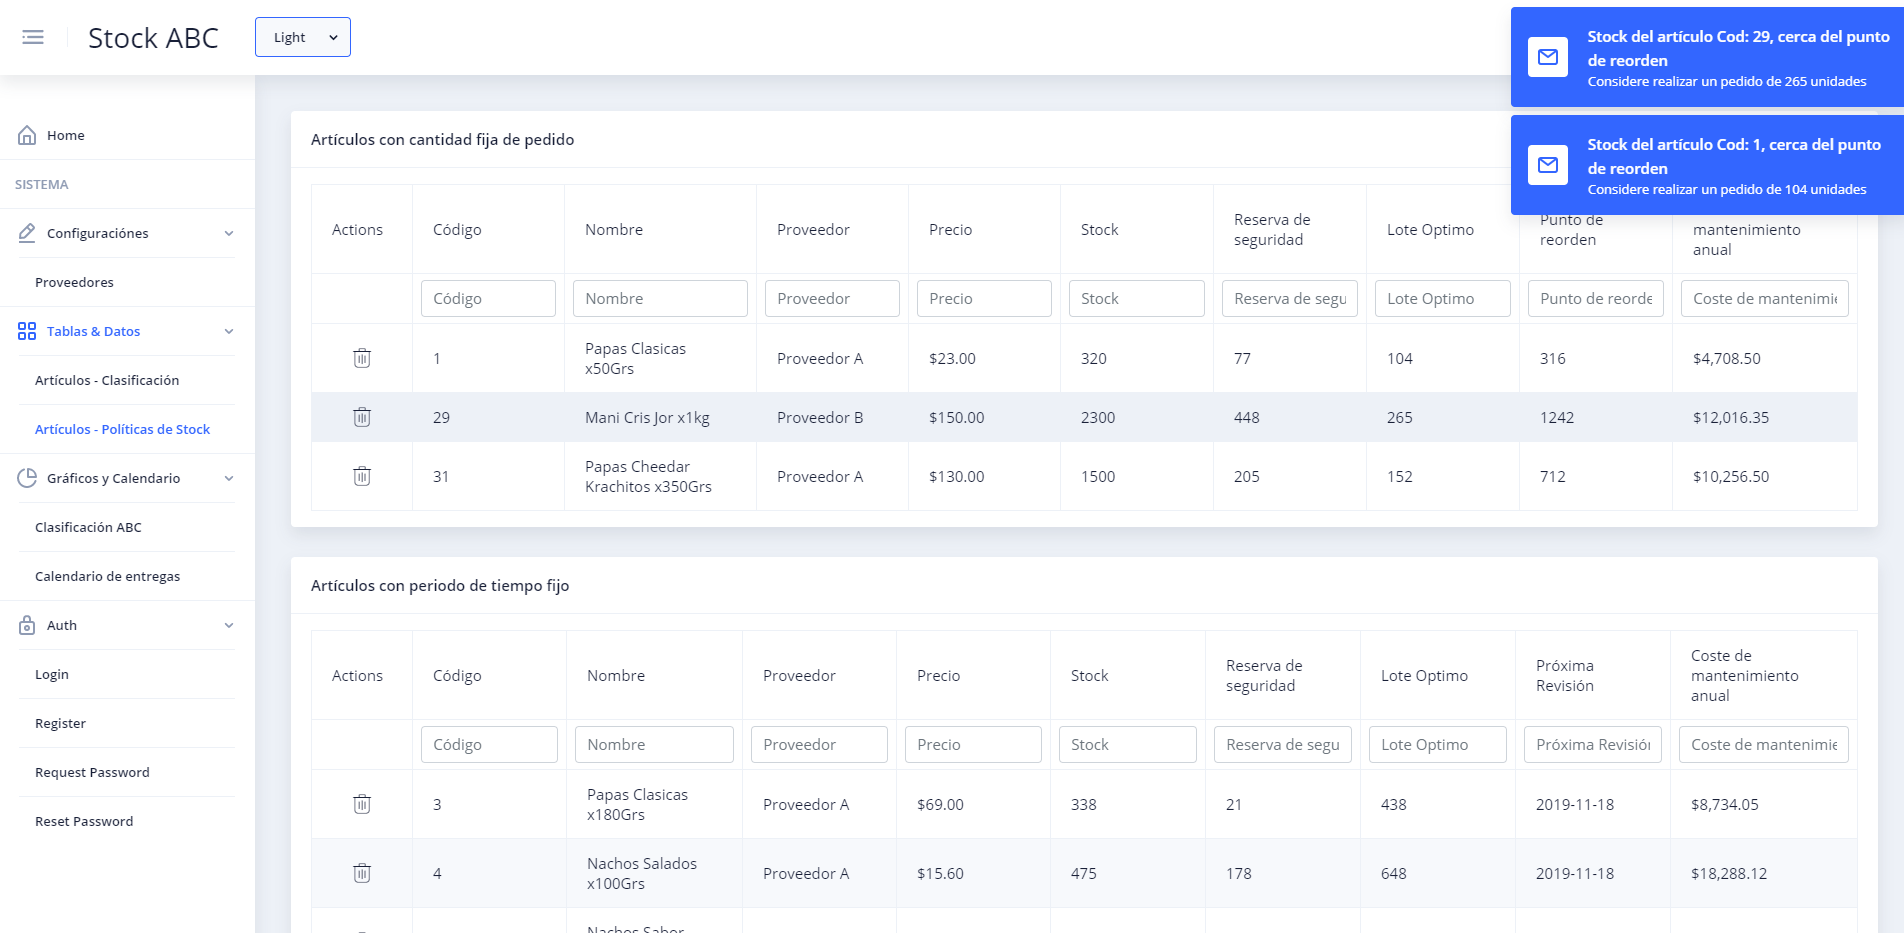 Stock ABC
Light
Stock del artículo Cod: 29, cerca del punto
de reorden
Considere realizar un pedido de 265 unidades
Stock del artículo Cod: 1, cerca del punto
de reorden
Considere realizar un pedido de 104 unidades
Home
SISTEMA
Configuraciónes
Proveedores
Tablas & Datos
Artículos - Clasificación
Artículos - Políticas de Stock
Gráficos y Calendario
Clasificación ABC
Calendario de entregas
Auth
Login
Register
Request Password
Reset Password
Artículos con cantidad fija de pedido
Actions Código Nombre Proveedor Precio Stock Reserva de seguridad Lote Optimo Punto de reorden mantenimiento anual
Código Nombre Proveedor Precio Stock Reserva de segu Lote Optimo Punto de reorde Coste de mantenimie
1 Papas Clasicas x50Grs Proveedor A $23.00 320 77 104 316 $4,708.50
29 Mani Cris Jor x1kg Proveedor B $150.00 2300 448 265 1242 $12,016.35
31 Papas Cheedar Krachitos x350Grs Proveedor A $130.00 1500 205 152 712 $10,256.50
Artículos con periodo de tiempo fijo
Actions Código Nombre Proveedor Precio Stock Reserva de seguridad Lote Optimo Próxima Revisión Coste de mantenimiento anual
Código Nombre Proveedor Precio Stock Reserva de segu Lote Optimo Próxima Revisión Coste de mantenimie
3 Papas Clasicas x180Grs Proveedor A $69.00 338 21 438 2019-11-18 $8,734.05
4 Nachos Salados x100Grs Proveedor A $15.60 475 178 648 2019-11-18 $18,288.12
Nachos Sabor